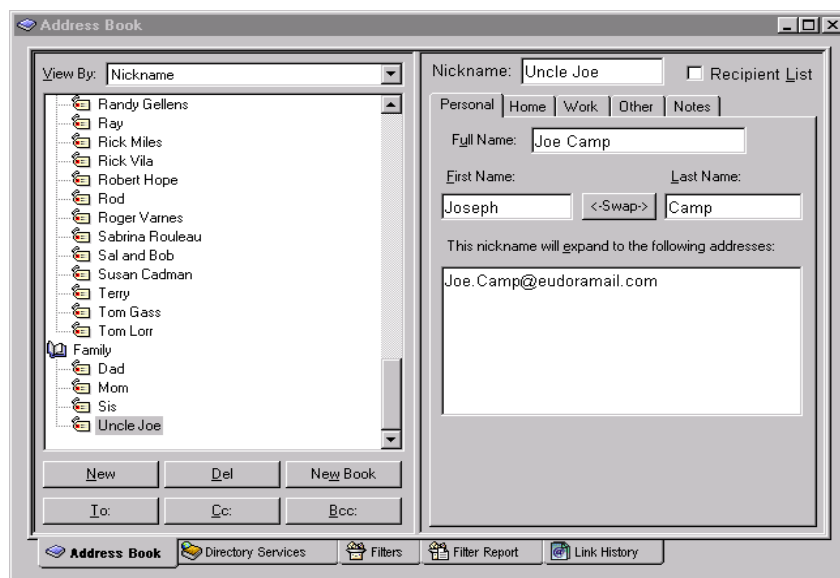 Address Book
View By: Nickname
Randy Gellens
Ray
Rick Miles
Rick Vila
Robert Hope
Rod
Roger Varnes
Sabrina Rouleau
Sal and Bob
Susan Cadman
Terry
Tom Gass
Tom Lorr
Family
Dad
Mom
Sis
Uncle Joe
New Del New Book
To: Cc: Bcc:
Nickname: Uncle Joe Recipient List
Personal Home Work Other Notes
Full Name: Joe Camp
First Name: Last Name:
Joseph <-Swap-> Camp
This nickname will expand to the following addresses:
Joe.Camp@eudoramail.com
Address Book Directory Services Filters Filter Report Link History